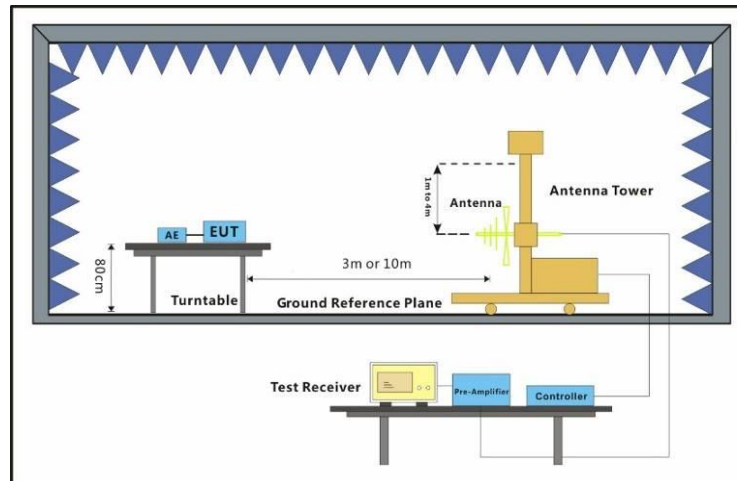 1m to 4m
Antenna
Antenna Tower
AE
EUT
80cm
3m or 10m
Turntable
Ground Reference Plane
Test Receiver
Pre-Amplifier
Controller